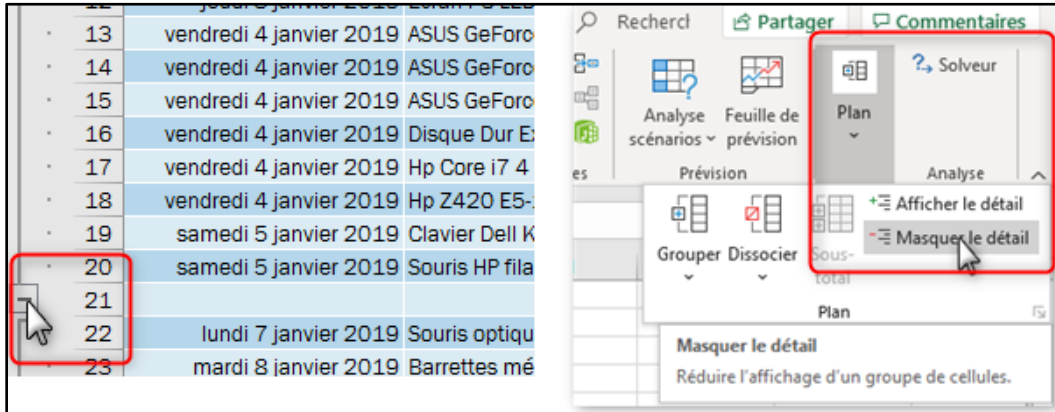 13 vendredi 4 janvier 2019 ASUS GeForc
14 vendredi 4 janvier 2019 ASUS GeForc
15 vendredi 4 janvier 2019 ASUS GeForc
16 vendredi 4 janvier 2019 Disque Dur E
17 vendredi 4 janvier 2019 Hp Core i7 4
18 vendredi 4 janvier 2019 Hp Z420 E5-
19 samedi 5 janvier 2019 Clavier Dell K
20 samedi 5 janvier 2019 Souris HP fila
21
22 lundi 7 janvier 2019 Souris optiqu
23 mardi 8 janvier 2019 Barrettes mé
Recherch Partager Commentaires
Analyse scénarios
Feuille de prévision
Plan
Solveur
es Prévision Analyse
Grouper Dissocier Sous-total
Afficher le détail
Masquer le détail
Plan
Masquer le détail
Réduire l'affichage d'un groupe de cellules.